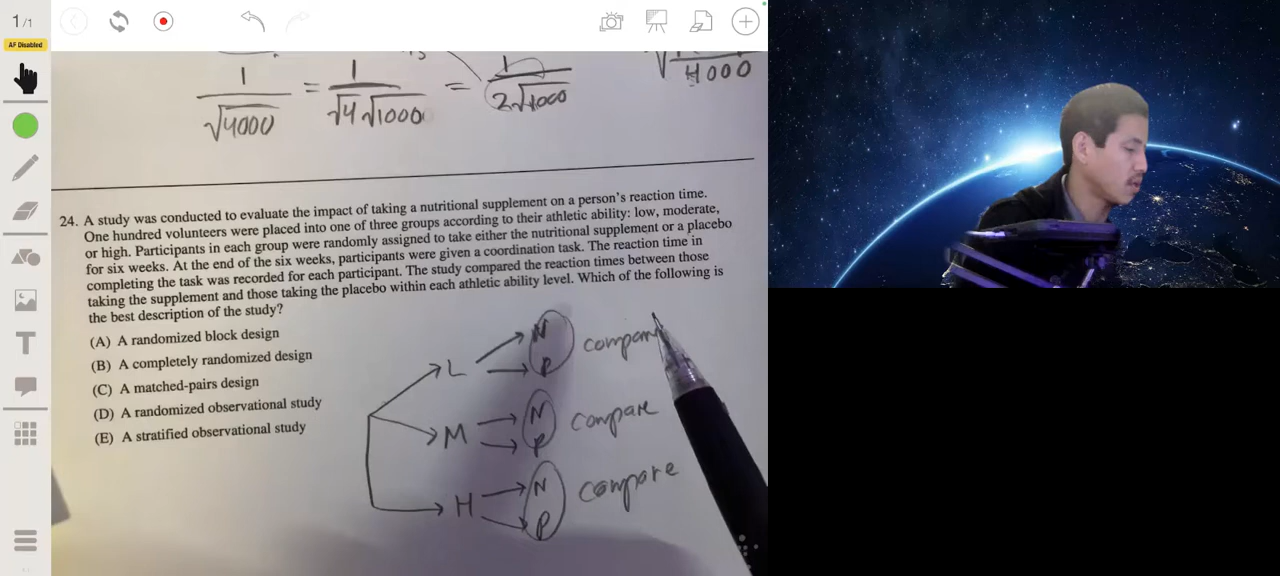 1/1
AF Disabled
1
√4000
=
1
√4 √1000
=
1
2√1000
4000
24. A study was conducted to evaluate the impact of taking a nutritional supplement on a person's reaction time.
One hundred volunteers were placed into one of three groups according to their athletic ability: low, moderate,
or high. Participants in each group were randomly assigned to take either the nutritional supplement or a placebo
for six weeks. At the end of the six weeks, participants were given a coordination task. The reaction time in
completing the task was recorded for each participant. The study compared the reaction times between those
taking the supplement and those taking the placebo within each athletic ability level. Which of the following is
the best description of the study?
(A) A randomized block design
(B) A completely randomized design
(C) A matched-pairs design
(D) A randomized observational study
(E) A stratified observational study
L
N
P
M
N
P
compare
H
N
P
compare
T